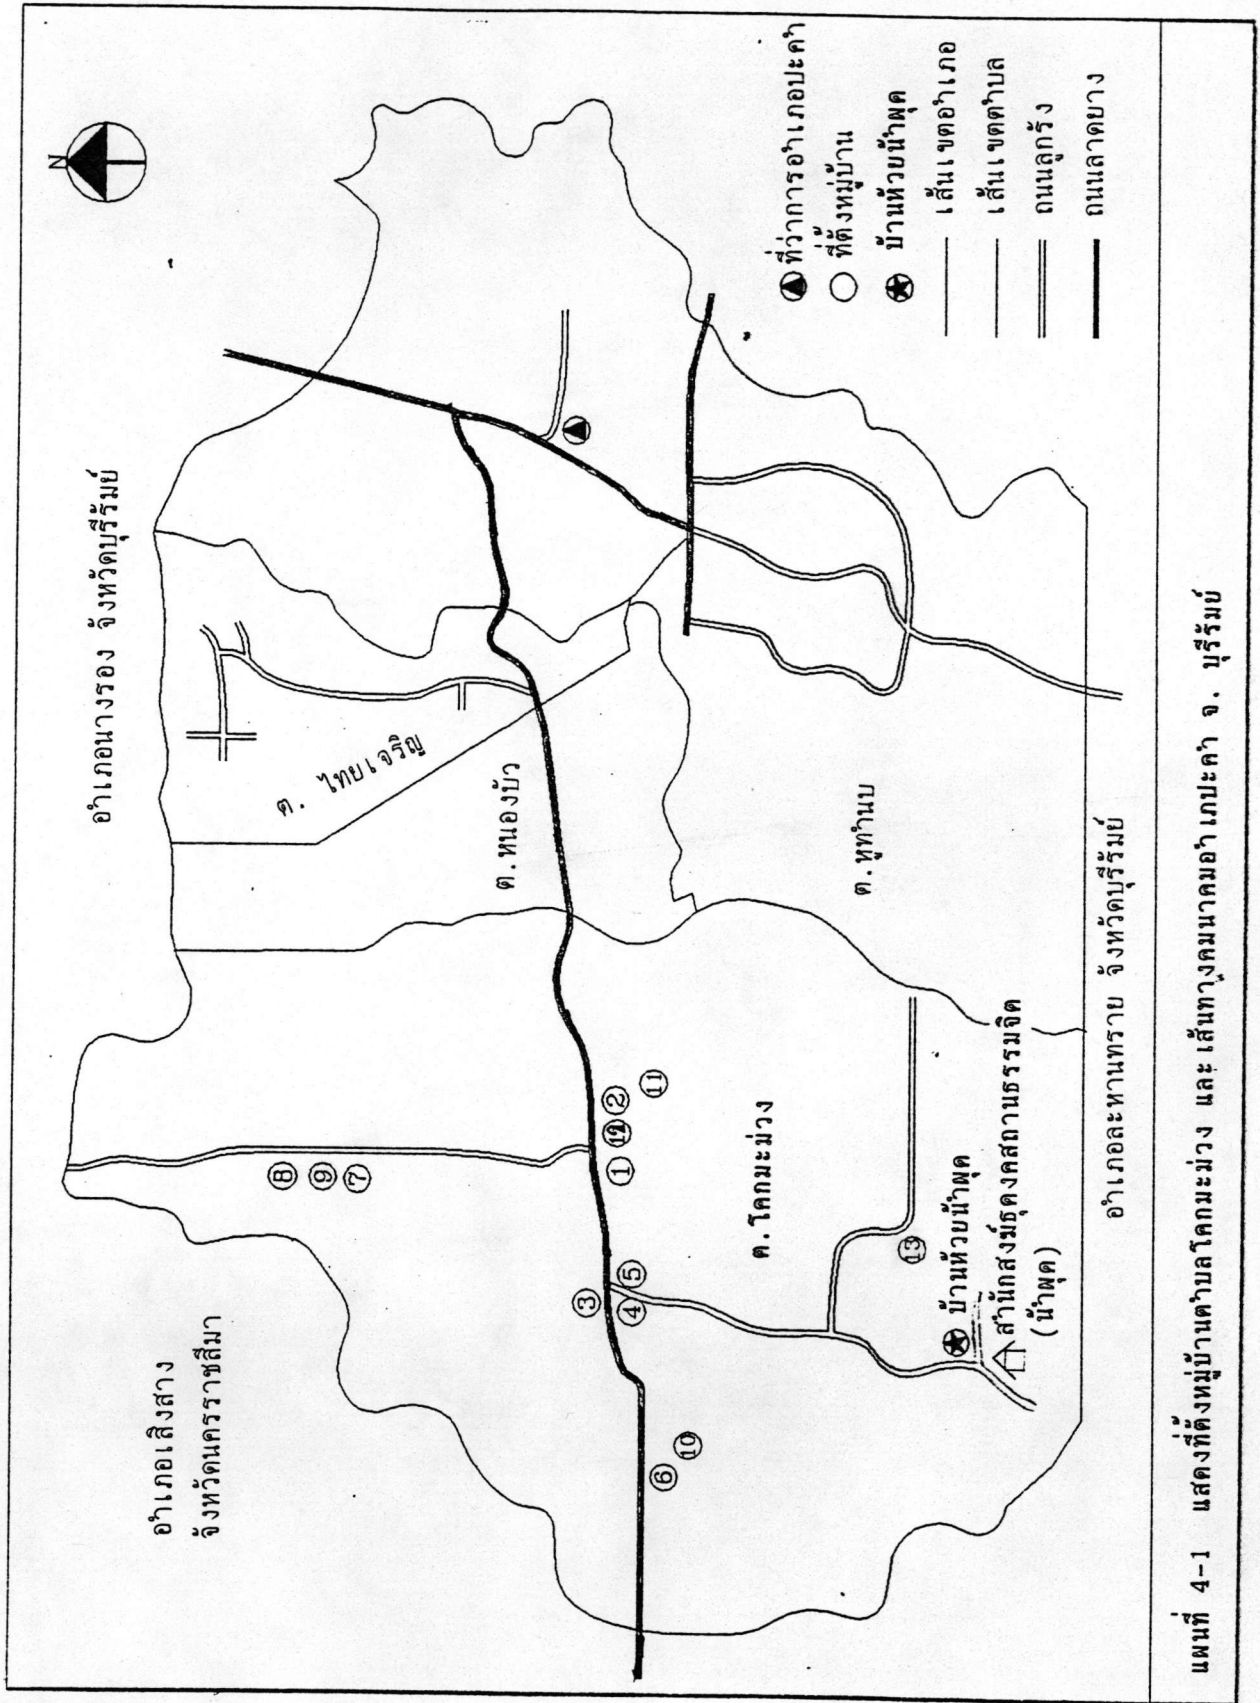 N
อำเภอนางรอง จังหวัดบุรีรัมย์
อำเภอเสิงสาง
จังหวัดนครราชสีมา
ต. ไทยเจริญ
ต.หนองบัว
ต.หูทำนบ
ต.โคกมะม่วง
8
9
7
1
12
2
11
3
4
5
6
10
13
บ้านห้วยน้ำผุด
สำนักสงฆ์ธุดงคสถานธรรมจิต
(น้ำผุด)
อำเภอละหานทราย จังหวัดบุรีรัมย์
ที่ว่าการอำเภอปะคำ
ที่ตั้งหมู่บ้าน
บ้านห้วยน้ำผุด
เส้นเขตอำเภอ
เส้นเขตตำบล
ถนนลูกรัง
ถนนลาดยาง
แผนที่ 4-1 แสดงที่ตั้งหมู่บ้านตำบลโคกมะม่วง และเส้นทางคมนาคมอำเภปะคำ จ. บุรีรัมย์